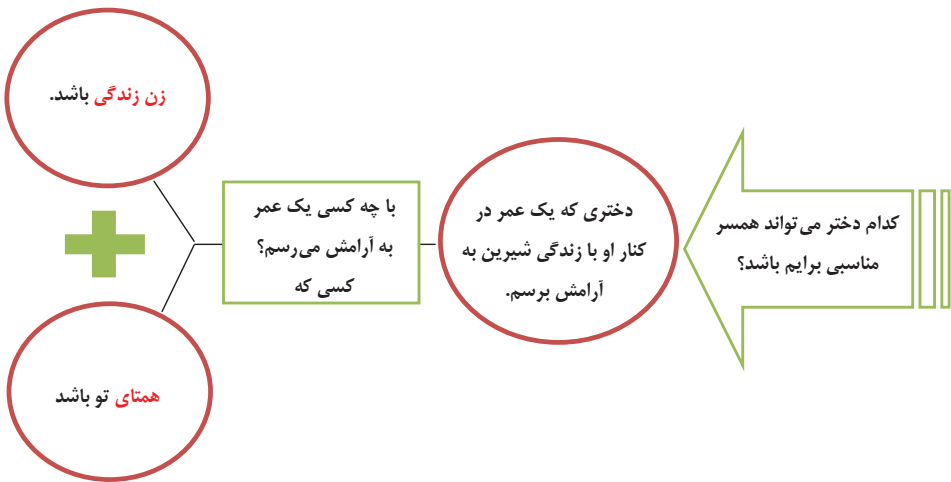 کدام دختر می‌تواند همسر
مناسبی برایم باشد؟
دختری که یک عمر در
کنار او با زندگی شیرین به
آرامش برسم.
با چه کسی یک عمر
به آرامش می‌رسم؟
کسی که
زن زندگی باشد.
همتای تو باشد